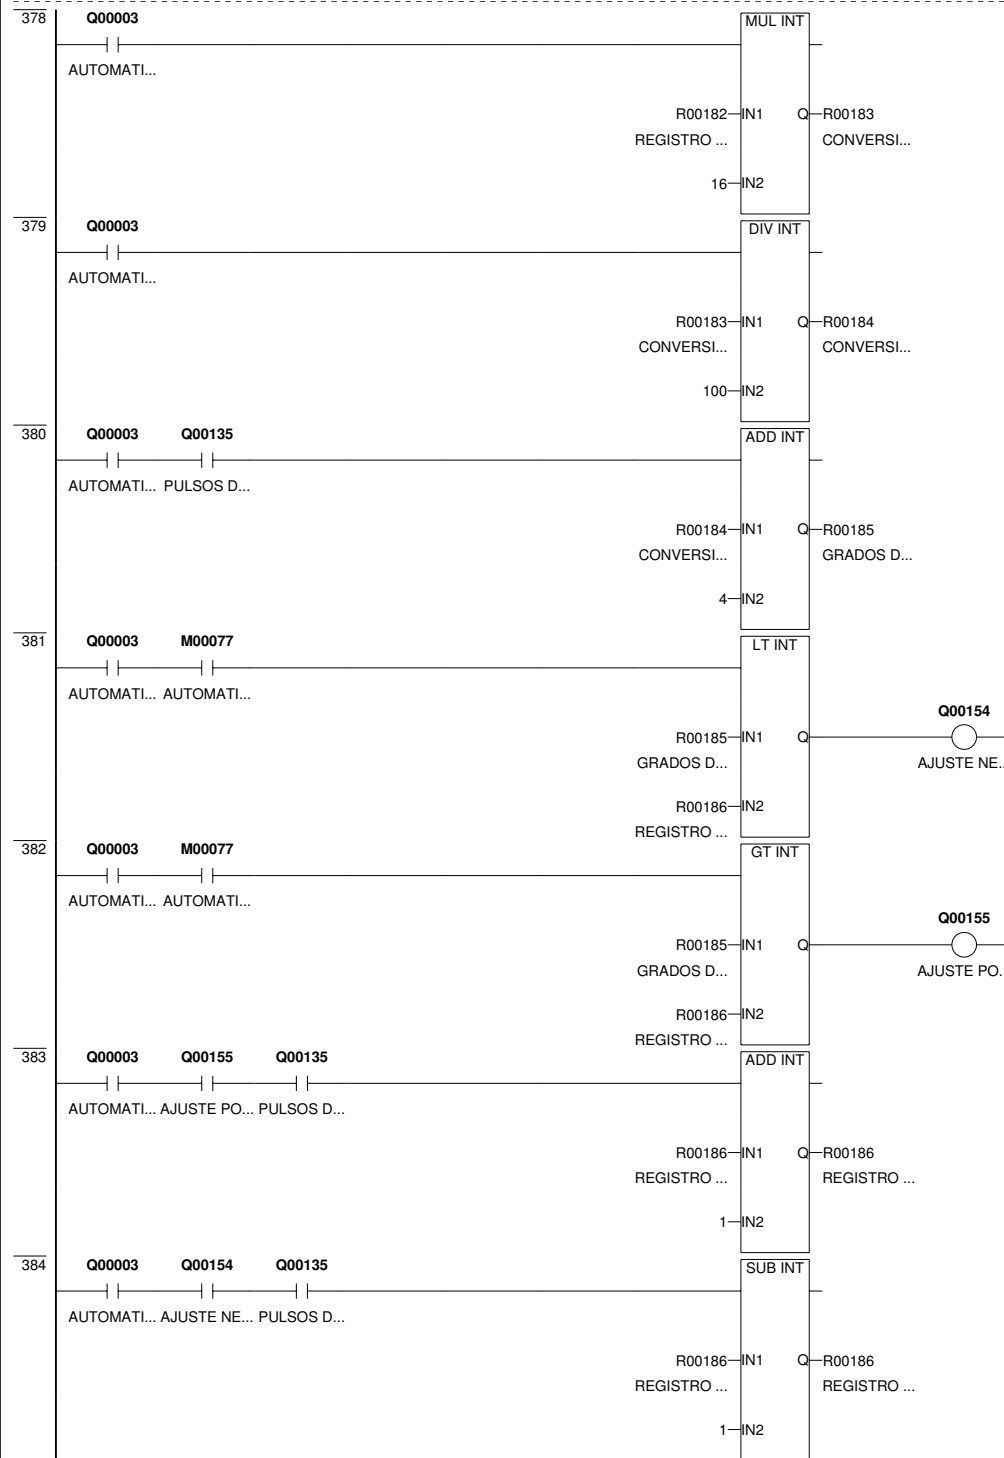 378 Q00003 MUL INT
AUTOMATI...
R00182 IN1 Q R00183
REGISTRO ... CONVERSI...
16 IN2
379 Q00003 DIV INT
AUTOMATI...
R00183 IN1 Q R00184
CONVERSI... CONVERSI...
100 IN2
380 Q00003 Q00135 ADD INT
AUTOMATI... PULSOS D...
R00184 IN1 Q R00185
CONVERSI... GRADOS D...
4 IN2
381 Q00003 M00077 LT INT
AUTOMATI... AUTOMATI...
Q00154
R00185 IN1 Q
GRADOS D... AJUSTE NE..
R00186 IN2
REGISTRO ...
382 Q00003 M00077 GT INT
AUTOMATI... AUTOMATI...
Q00155
R00185 IN1 Q
GRADOS D... AJUSTE PO.
R00186 IN2
REGISTRO ...
383 Q00003 Q00155 Q00135 ADD INT
AUTOMATI... AJUSTE PO... PULSOS D...
R00186 IN1 Q R00186
REGISTRO ... REGISTRO ...
1 IN2
384 Q00003 Q00154 Q00135 SUB INT
AUTOMATI... AJUSTE NE... PULSOS D...
R00186 IN1 Q R00186
REGISTRO ... REGISTRO ...
1 IN2